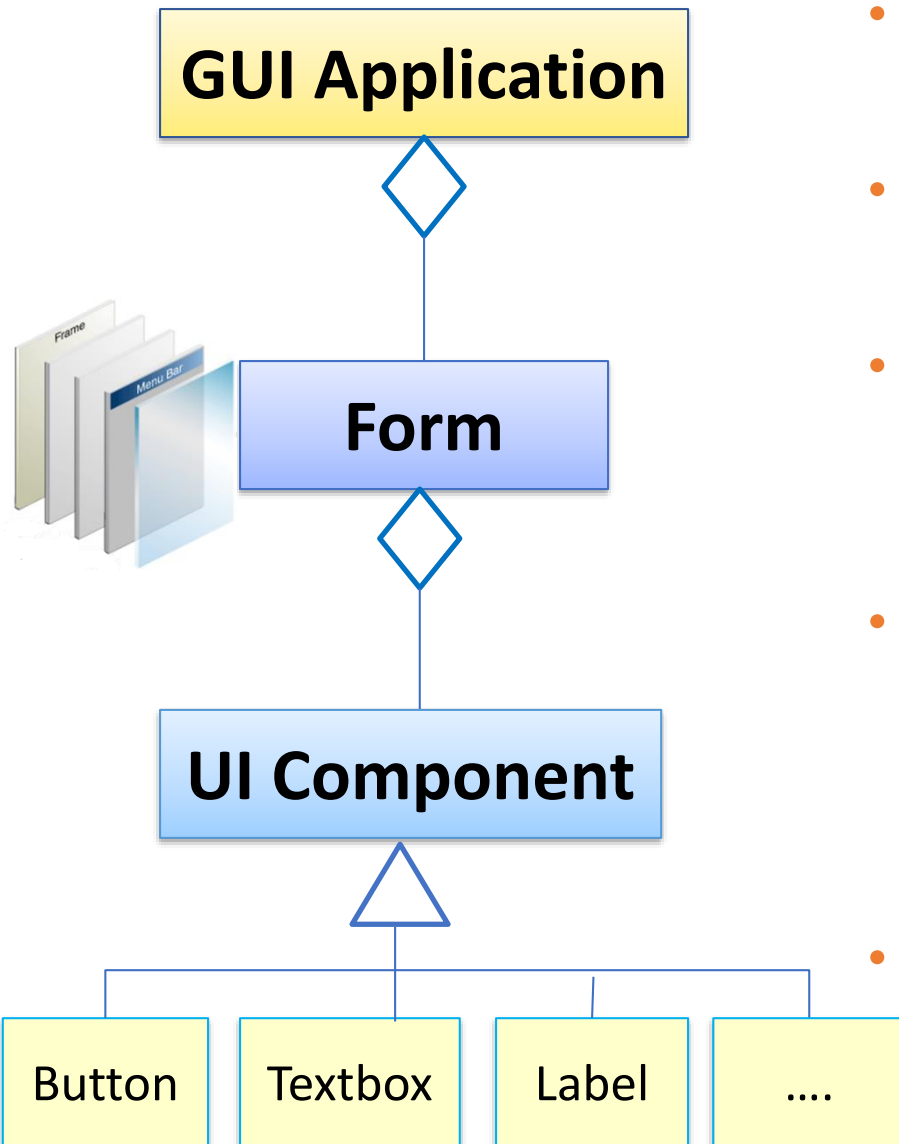 GUI Application
Frame
Menu Bar
Form
UI Component
Button
Textbox
Label
....